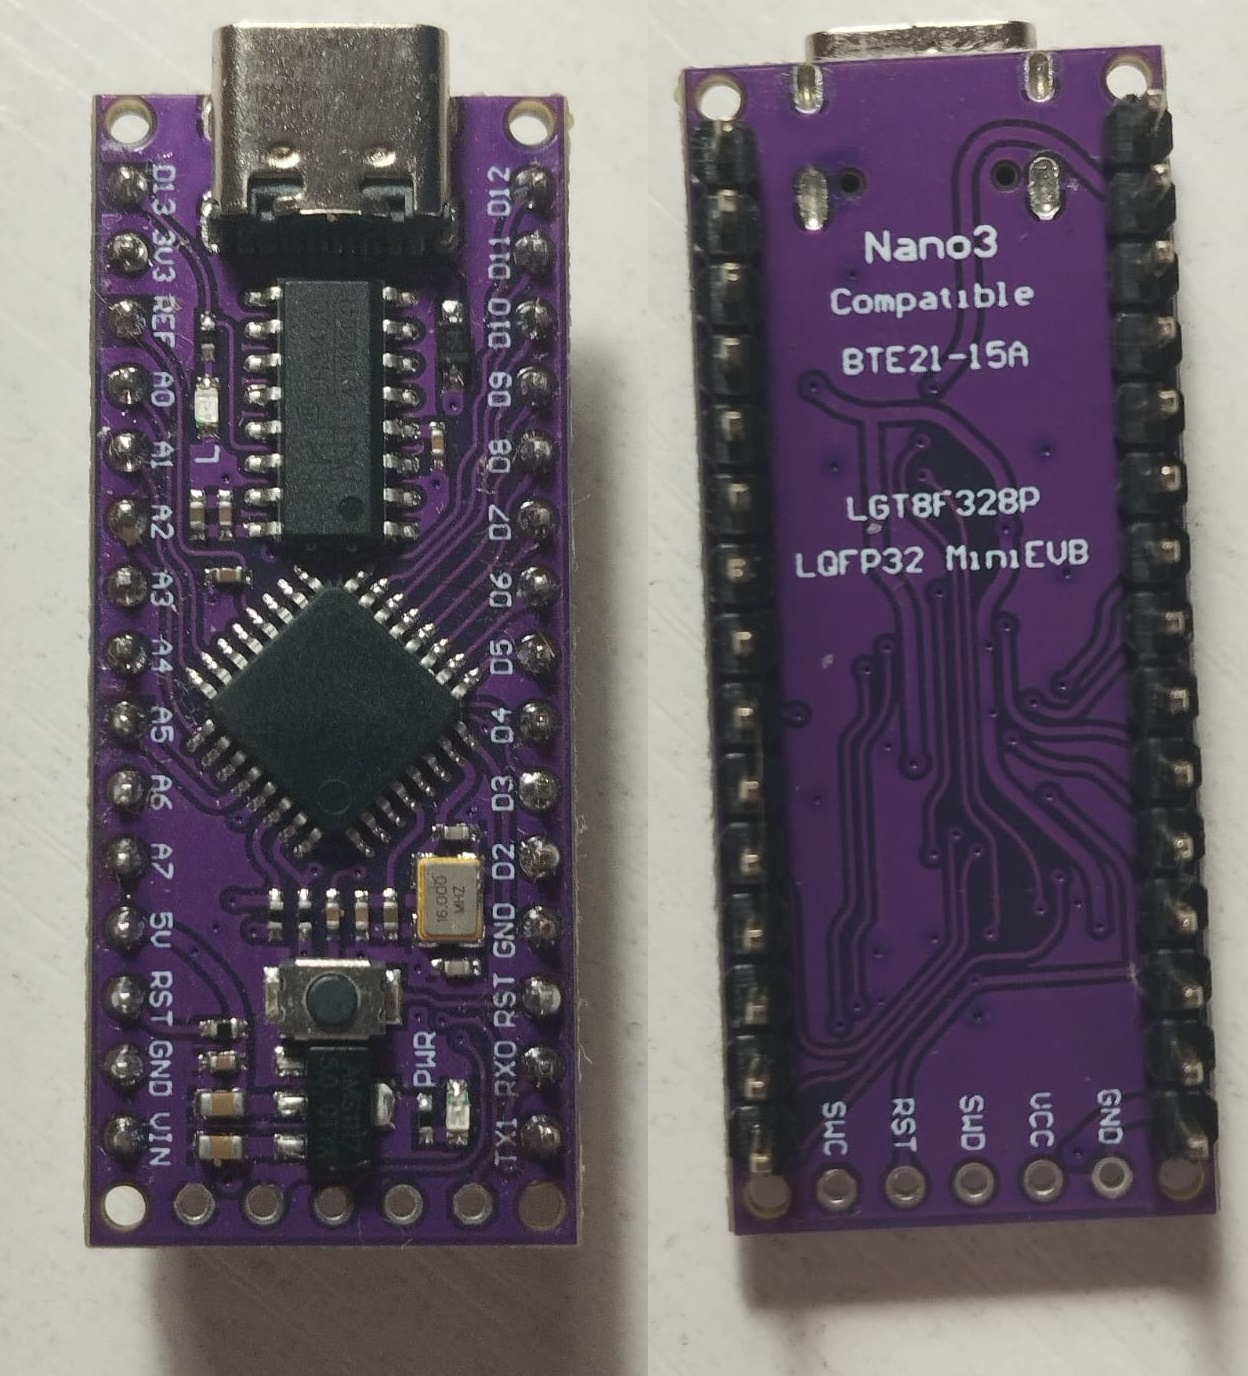 D13
3V3
REF
A0
A1
A2
A3
A4
A5
A6
A7
5V
RST
GND
VIN
L
D12
D11
D10
D9
D8
D7
D6
D5
D4
D3
D2
GND
RST
RX0
TX1
16.000
MHZ
PWR
Nano3
Compatible
BTE21-15A
LGT8F328P
LQFP32 MiniEVB
SWC
RST
SWD
VCC
GND